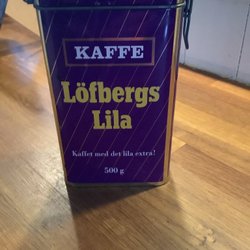 KAFFE
Löfbergs
Lila
Kaffet med det lila extra!
500 g